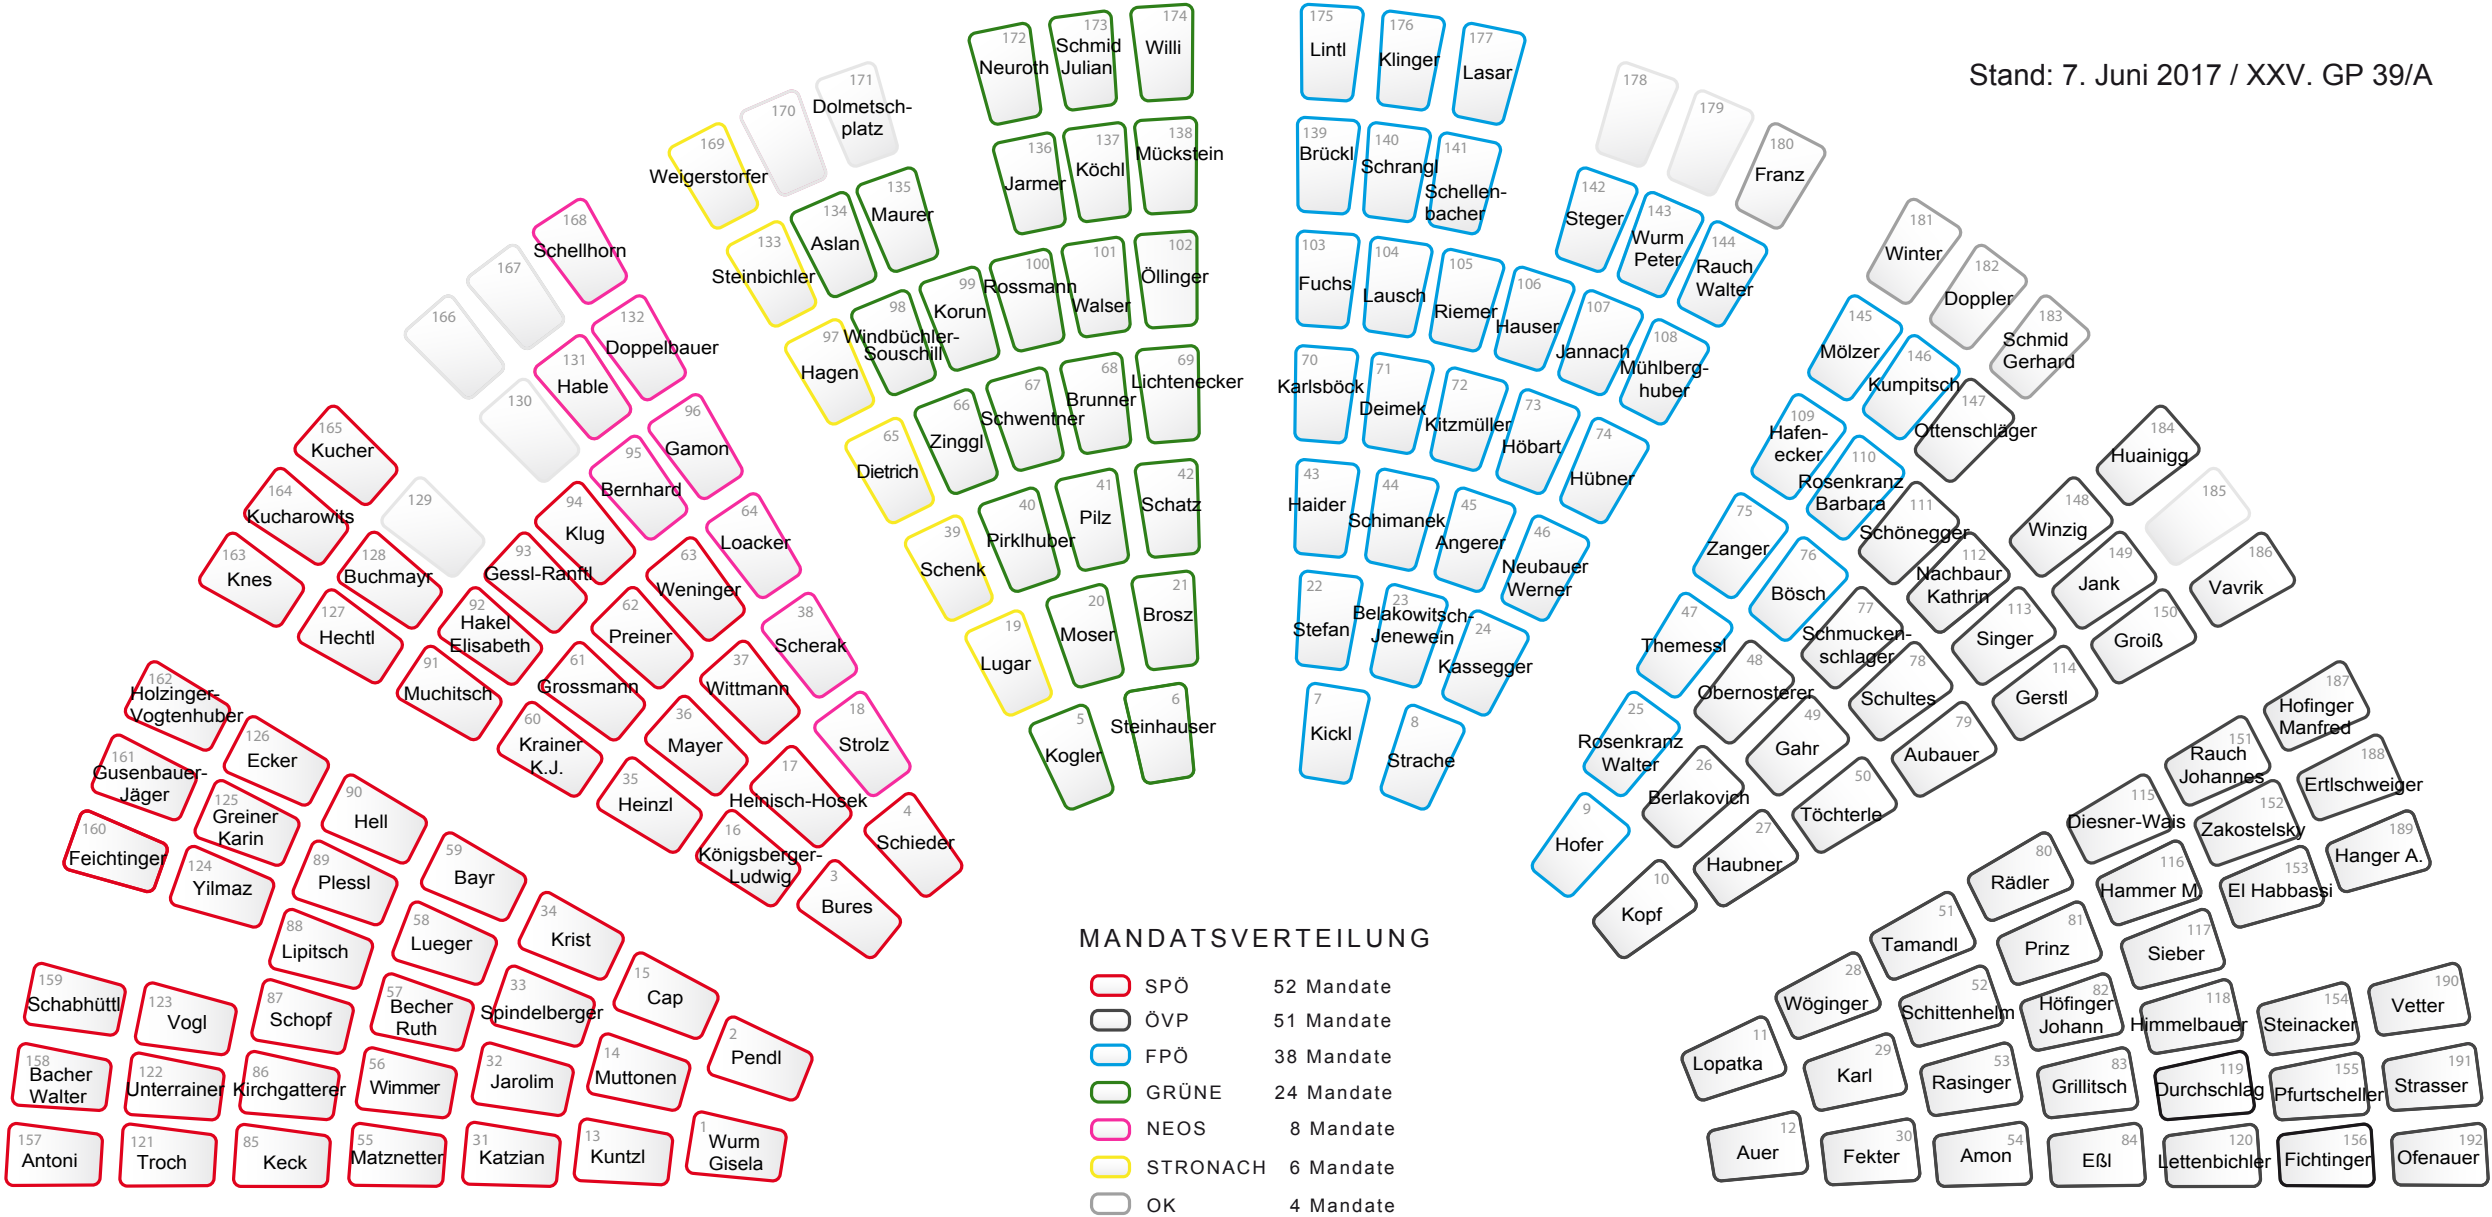 Stand: 7. Juni 2017 / XXV. GP 39/A
1
Wurm
Gisela
2
Pendl
3
Bures
4
Schieder
5
Kogler
6
Steinhauser
7
Kickl
8
Strache
9
Hofer
10
Kopf
11
Lopatka
12
Auer
13
Kuntzl
14
Muttonen
15
Cap
16
Königsberger-
Ludwig
17
Heinisch-Hosek
18
Strolz
19
Lugar
20
Moser
21
Brosz
22
Stefan
23
Belakowitsch-
Jenewein
24
Kassegger
25
Rosenkranz
Walter
26
Berlakovich
27
Haubner
28
Wöginger
29
Karl
30
Fekter
31
Katzian
32
Jarolim
33
Spindelberger
34
Krist
35
Heinzl
36
Mayer
37
Wittmann
38
Scherak
39
Schenk
40
Pirklhuber
41
Pilz
42
Schatz
43
Haider
44
Schimanek
45
Angerer
46
Neubauer
Werner
47
Themessl
48
Obernosterer
49
Gahr
50
Töchterle
51
Tamandl
52
Schittenhelm
53
Rasinger
54
Amon
55
Matznetter
56
Wimmer
57
Becher
Ruth
58
Lueger
59
Bayr
60
Krainer
K.J.
61
Grossmann
62
Preiner
63
Weninger
64
Loacker
65
Dietrich
66
Zinggl
67
Schwentner
68
Brunner
69
Lichtenecker
70
Karlsböck
71
Deimek
72
Kitzmüller
73
Höbart
74
Hübner
75
Zanger
76
Bösch
77
Schmucken-
schlager
78
Schultes
79
Aubauer
80
Rädler
81
Prinz
82
Höfinger
Johann
83
Grillitsch
84
Eßl
85
Keck
86
Kirchgatterer
87
Schopf
88
Lipitsch
89
Plessl
90
Hell
91
Muchitsch
92
Hakel
Elisabeth
93
Gessl-Ranftl
94
Klug
95
Bernhard
96
Gamon
97
Hagen
98
Windbüchler-
Souschill
99
Korun
100
Rossmann
101
Walser
102
Öllinger
103
Fuchs
104
Lausch
105
Riemer
106
Hauser
107
Jannach
108
Mühlberg-
huber
109
Hafen-
ecker
110
Rosenkranz
Barbara
111
Schönegger
112
Nachbaur
Kathrin
113
Singer
114
Gerstl
115
Diesner-Wais
116
Hammer M.
117
Sieber
118
Himmelbauer
119
Durchschlag
120
Lettenbichler
121
Troch
122
Unterrainer
123
Vogl
124
Yilmaz
125
Greiner
Karin
126
Ecker
127
Hechtl
128
Buchmayr
129
130
131
Hable
132
Doppelbauer
133
Steinbichler
134
Aslan
135
Maurer
136
Jarmer
137
Köchl
138
Mückstein
139
Brückl
140
Schrangl
141
Schellen-
bacher
142
Steger
143
Wurm
Peter
144
Rauch
Walter
145
Mölzer
146
Kumpitsch
147
Ottenschläger
148
Winzig
149
Jank
150
Groiß
151
Rauch
Johannes
152
Zakostelsky
153
El Habbassi
154
Steinacker
155
Pfurtscheller
156
Fichtinger
157
Antoni
158
Bacher
Walter
159
Schabhüttl
160
Feichtinger
161
Gusenbauer-
Jäger
162
Holzinger-
Vogtenhuber
163
Knes
164
Kucharowits
165
Kucher
166
167
168
Schellhorn
169
Weigerstorfer
170
171
Dolmetsch-
platz
172
Neuroth
173
Schmid
Julian
174
Willi
175
Lintl
176
Klinger
177
Lasar
178
179
180
Franz
181
Winter
182
Doppler
183
Schmid
Gerhard
184
Huainigg
185
186
Vavrik
187
Hofinger
Manfred
188
Ertlschweiger
189
Hanger A.
190
Vetter
191
Strasser
192
Ofenauer
MANDATSVERTEILUNG
SPÖ 52 Mandate
ÖVP 51 Mandate
FPÖ 38 Mandate
GRÜNE 24 Mandate
NEOS 8 Mandate
STRONACH 6 Mandate
OK 4 Mandate